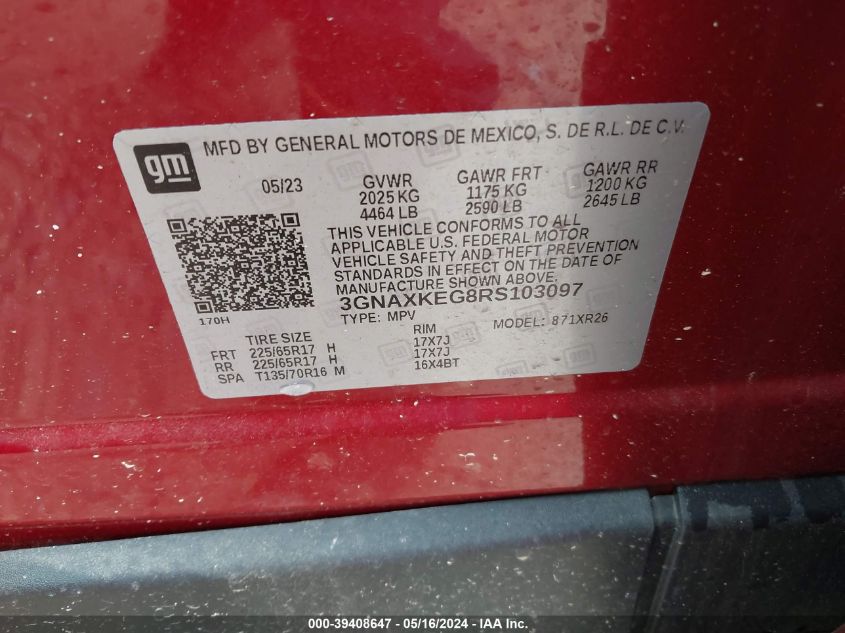 gm
MFD BY GENERAL MOTORS DE MEXICO, S. DE R.L. DE C.V.
05/23 GVWR GAWR FRT GAWR RR
2025 KG 1175 KG 1200 KG
4464 LB 2590 LB 2645 LB
THIS VEHICLE CONFORMS TO ALL
APPLICABLE U.S. FEDERAL MOTOR
VEHICLE SAFETY AND THEFT PREVENTION
STANDARDS IN EFFECT ON THE DATE OF
MANUFACTURE SHOWN ABOVE.
170H
3GNAXKEG8RS103097
TYPE: MPV MODEL: 871XR26
TIRE SIZE RIM
FRT 225/65R17 H 17X7J
RR 225/65R17 H 17X7J
SPA T135/70R16 M 16X4BT
000-39408647 - 05/16/2024 - IAAI.com